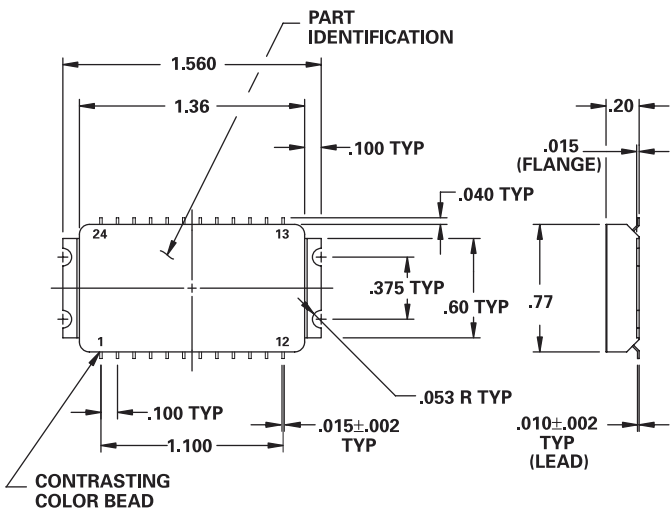 PART
IDENTIFICATION
1.560
1.36
.20
.100 TYP
.015
(FLANGE)
.040 TYP
24
13
.375 TYP
.60 TYP
.77
1
12
.053 R TYP
.100 TYP
.015±.002
TYP
.010±.002
TYP
(LEAD)
1.100
CONTRASTING
COLOR BEAD